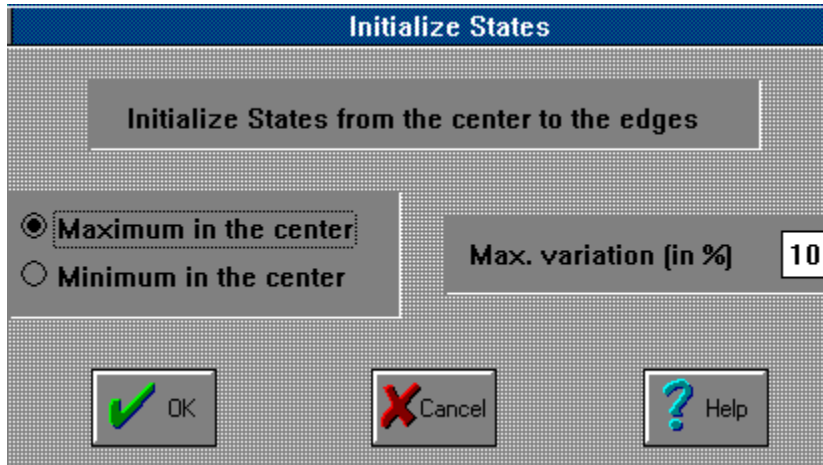 Initialize States
Initialize States from the center to the edges
Maximum in the center
Minimum in the center
Max. variation (in %) 10
OK
Cancel
Help